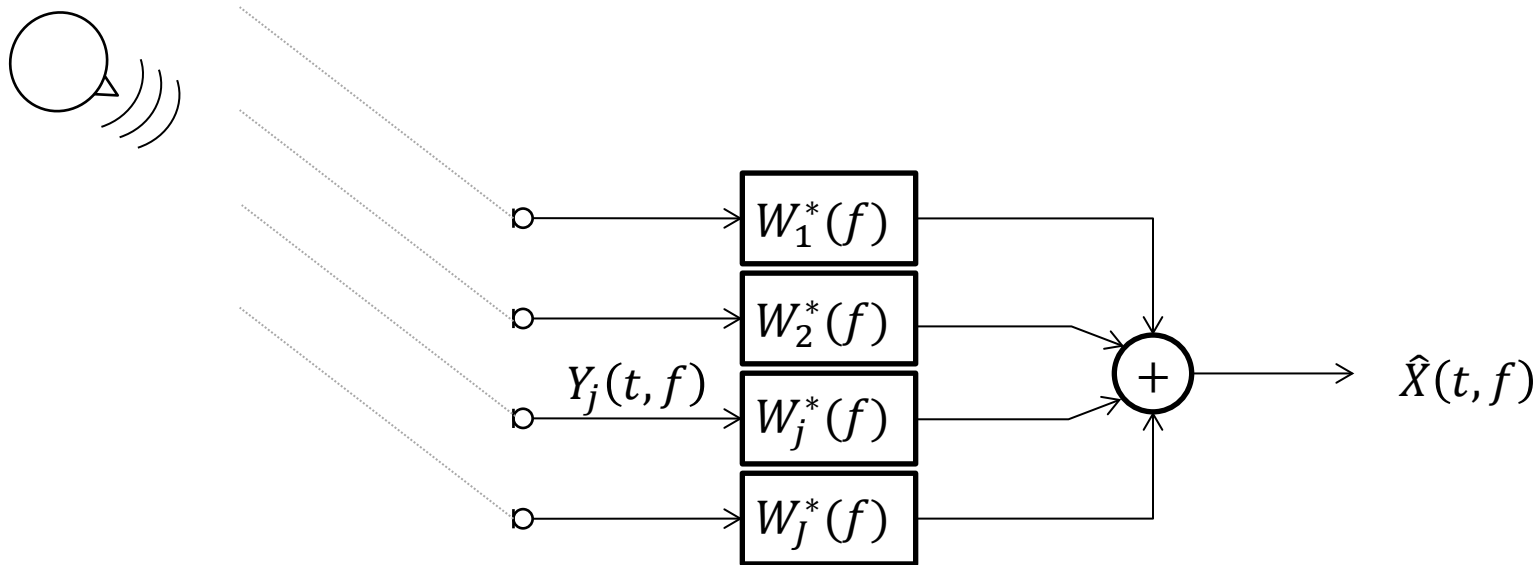 W_1^*(f)
W_2^*(f)
Y_j(t, f)
W_j^*(f)
W_J^*(f)
+
X̂(t, f)